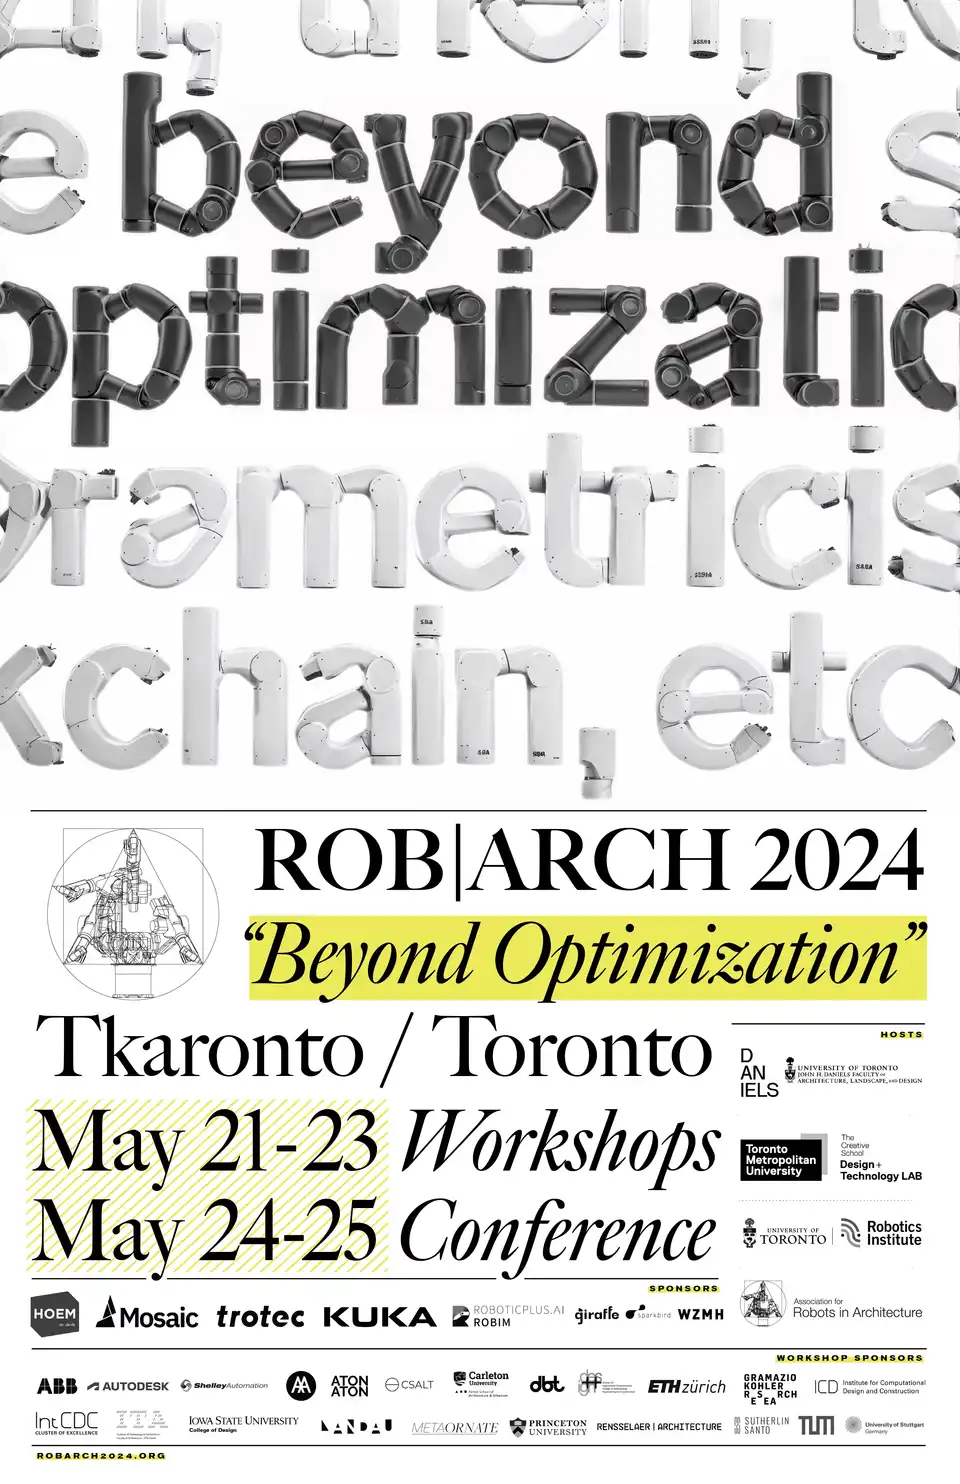 beyond
optimizatio
rametricis
kchain, etc
ROB|ARCH 2024
“Beyond Optimization”
Tkaronto / Toronto
May 21-23 Workshops
May 24-25 Conference
HOSTS
DANIELS
UNIVERSITY OF TORONTO
JOHN H. DANIELS FACULTY OF
ARCHITECTURE, LANDSCAPE, AND DESIGN
Toronto
Metropolitan
University
The
Creative
School
Design+
Technology LAB
UNIVERSITY OF
TORONTO
Robotics
Institute
Association for
Robots in Architecture
SPONSORS
HOEM
Mosaic
trotec
KUKA
ROBOTICPLUS.AI
ROBIM
giraffe
sparkbird
WZMH
WORKSHOP SPONSORS
ABB
AUTODESK
ShelleyAutomation
AA
ATON
ATON
CSALT
Carleton
University
dbt
ETH zürich
GRAMAZIO
KOHLER
RESEARCH
ICD
Institute for Computational
Design and Construction
IntCDC
CLUSTER OF EXCELLENCE
IOWA STATE UNIVERSITY
College of Design
LANDAU
METAORNATE
PRINCETON
UNIVERSITY
RENSSELAER | ARCHITECTURE
SUTHERLIN
SANTO
TUM
University of Stuttgart
Germany
ROBARCH2024.ORG